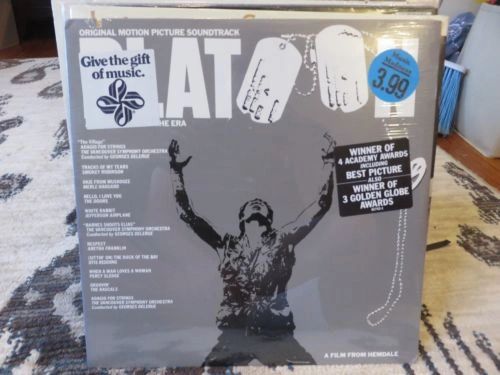 ORIGINAL MOTION PICTURE SOUNDTRACK
PLATOON
Give the gift
of music.
Music
Madness
3.99
THE ERA
"The Village"
ADAGIO FOR STRINGS
THE VANCOUVER SYMPHONY ORCHESTRA
Conducted by GEORGES DELERUE
TRACKS OF MY TEARS
SMOKEY ROBINSON
OKIE FROM MUSKOGEE
MERLE HAGGARD
HELLO, I LOVE YOU
THE DOORS
WHITE RABBIT
JEFFERSON AIRPLANE
"BARNES SHOOTS ELIAS"
THE VANCOUVER SYMPHONY ORCHESTRA
Conducted by GEORGES DELERUE
RESPECT
ARETHA FRANKLIN
(SITTIN' ON) THE DOCK OF THE BAY
OTIS REDDING
WHEN A MAN LOVES A WOMAN
PERCY SLEDGE
GROOVIN'
THE RASCALS
ADAGIO FOR STRINGS
THE VANCOUVER SYMPHONY ORCHESTRA
Conducted by GEORGES DELERUE
WINNER OF
4 ACADEMY AWARDS
INCLUDING
BEST PICTURE
ALSO
WINNER OF
3 GOLDEN GLOBE
AWARDS
A FILM FROM HEMDALE